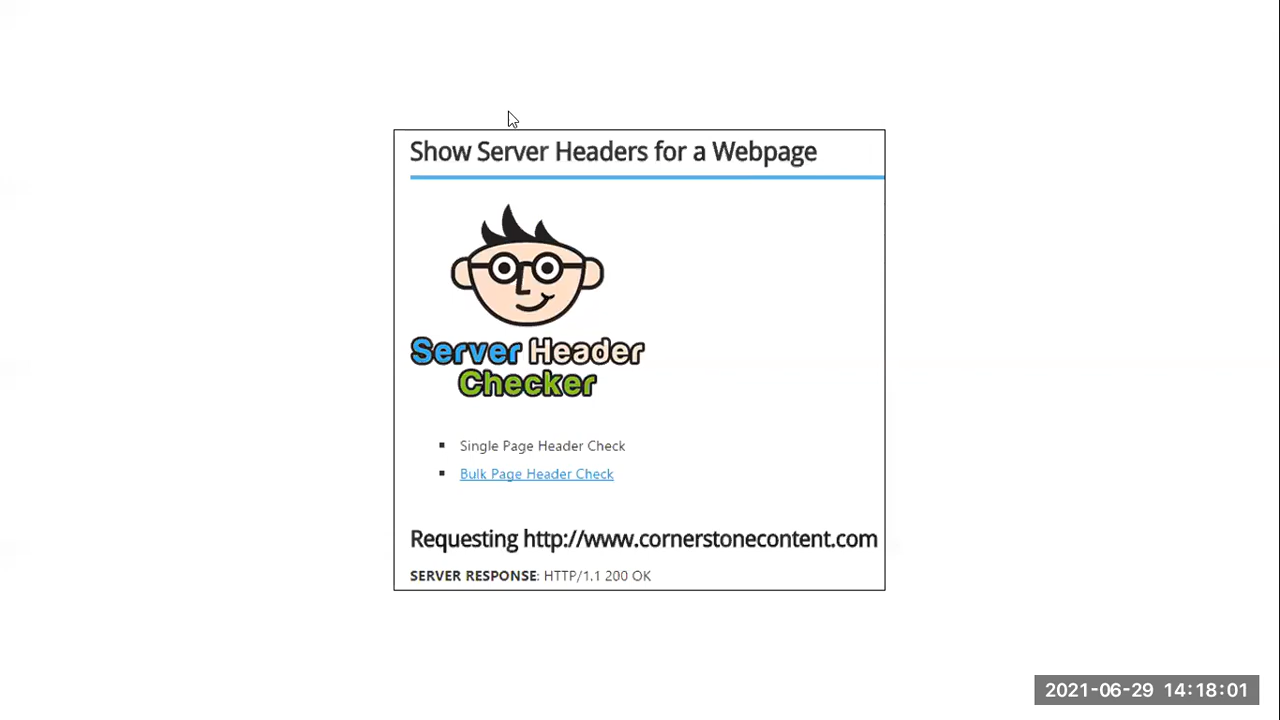 Show Server Headers for a Webpage
Server Header
Checker
Single Page Header Check
Bulk Page Header Check
Requesting http://www.cornerstonecontent.com
SERVER RESPONSE: HTTP/1.1 200 OK
2021-06-29 14:18:01